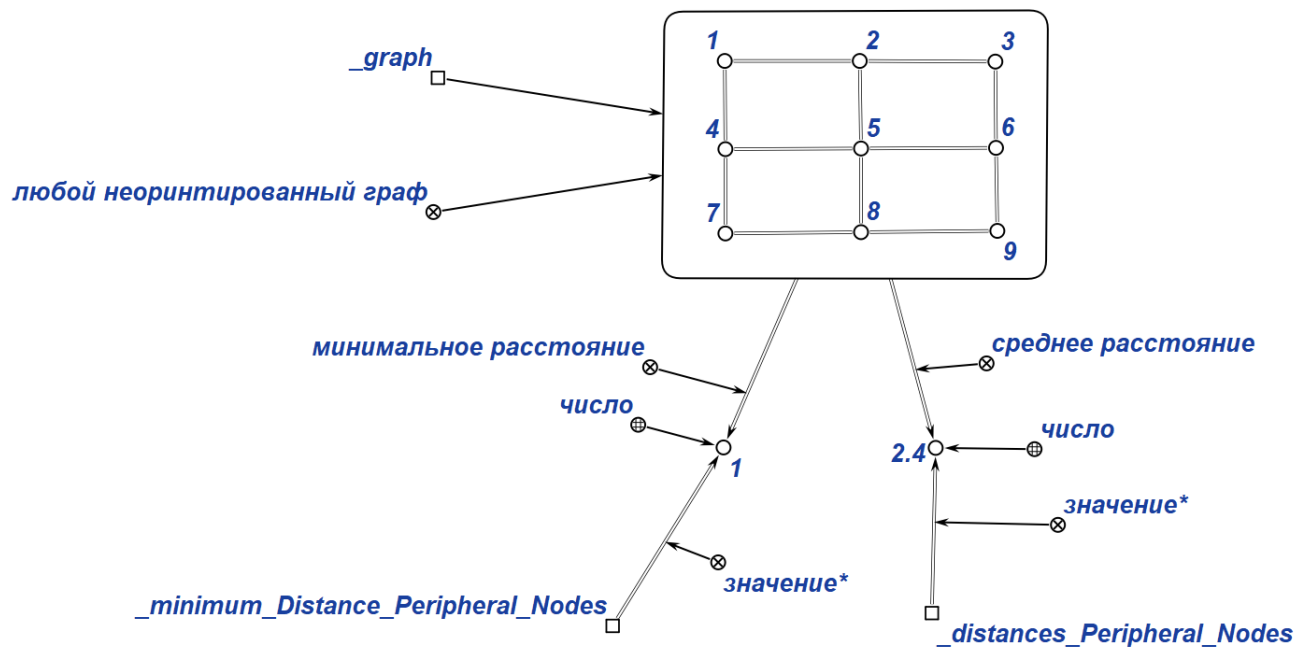 _graph
любой неоринтированный граф
1
2
3
4
5
6
7
8
9
минимальное расстояние
среднее расстояние
число
число
1
2.4
значение*
значение*
_minimum_Distance_Peripheral_Nodes
_distances_Peripheral_Nodes